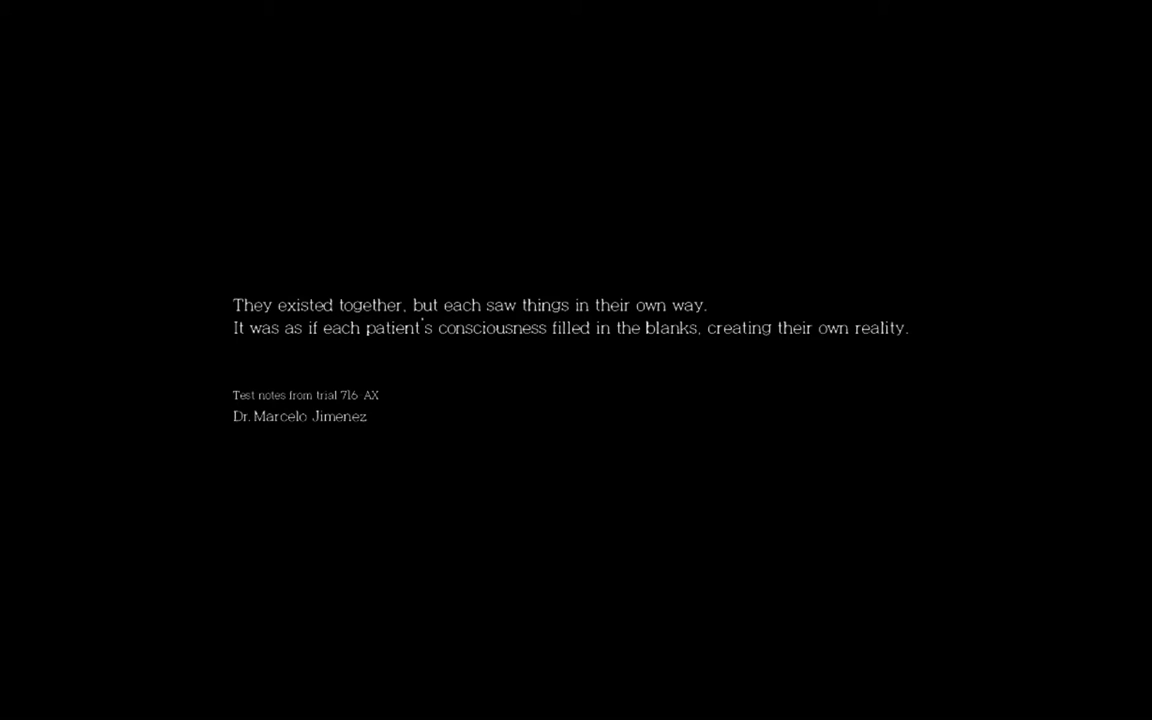 They existed together, but each saw things in their own way.
It was as if each patient's consciousness filled in the blanks, creating their own reality.
Test notes from trial 716-AX
Dr. Marcelo Jimenez